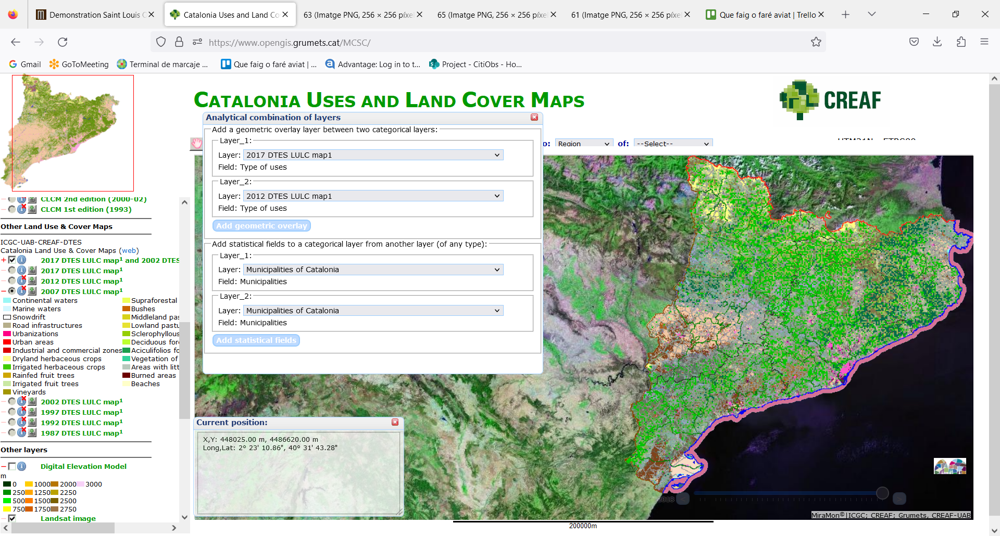 Demonstration Saint Louis
Catalonia Uses and Land Co
63 (Imatge PNG, 256 × 256 píxe
65 (Imatge PNG, 256 × 256 píxe
61 (Imatge PNG, 256 × 256 píxe
Que faig o faré aviat | Trello
https://www.opengis.grumets.cat/MCSC/
Gmail
GoToMeeting
Terminal de marcaje ...
Que faig o faré aviat | ...
Advantage: Log in to t...
Project - CitiObs - Ho...
CATALONIA USES AND LAND COVER MAPS
CREAF
Analytical combination of layers
Add a geometric overlay layer between two categorical layers:
Layer_1:
Layer: 2017 DTES LULC map1
Field: Type of uses
Layer_2:
Layer: 2012 DTES LULC map1
Field: Type of uses
Add geometric overlay
Add statistical fields to a categorical layer from another layer (of any type):
Layer_1:
Layer: Municipalities of Catalonia
Field: Municipalities
Layer_2:
Layer: Municipalities of Catalonia
Field: Municipalities
Add statistical fields
o: Region of: --Select--
CLCM 2nd edition (2000-02)
CLCM 1st edition (1993)
Other Land Use & Cover Maps
ICGC-UAB-CREAF-DTES
Catalonia Land Use & Cover Maps (web)
2017 DTES LULC map¹ and 2002 DTES
2017 DTES LULC map¹
2012 DTES LULC map¹
2007 DTES LULC map¹
Continental waters Supraforestal
Marine waters Bushes
Snowdrift Middleland pas
Road infrastructures Lowland pastu
Urbanizations Sclerophyllous
Urban areas Deciduous for
Industrial and commercial zones Aciculifolios fo
Dryland herbaceous crops Vegetation of
Irrigated herbaceous crops Areas with litt
Rainfed fruit trees Burned areas
Irrigated fruit trees Beaches
Vineyards
2002 DTES LULC map¹
1997 DTES LULC map¹
1992 DTES LULC map¹
1987 DTES LULC map¹
Other layers
Digital Elevation Model
m
0 1000 2000 3000
250 1250 2250
500 1500 2500
750 1750 2750
Landsat image
Current position:
X,Y: 448025.00 m, 4486620.00 m
Long,Lat: 2° 23' 10.86", 40° 31' 43.28"
2018
MiraMon©|ICGC; CREAF; Grumets, CREAF-UAB
200000m